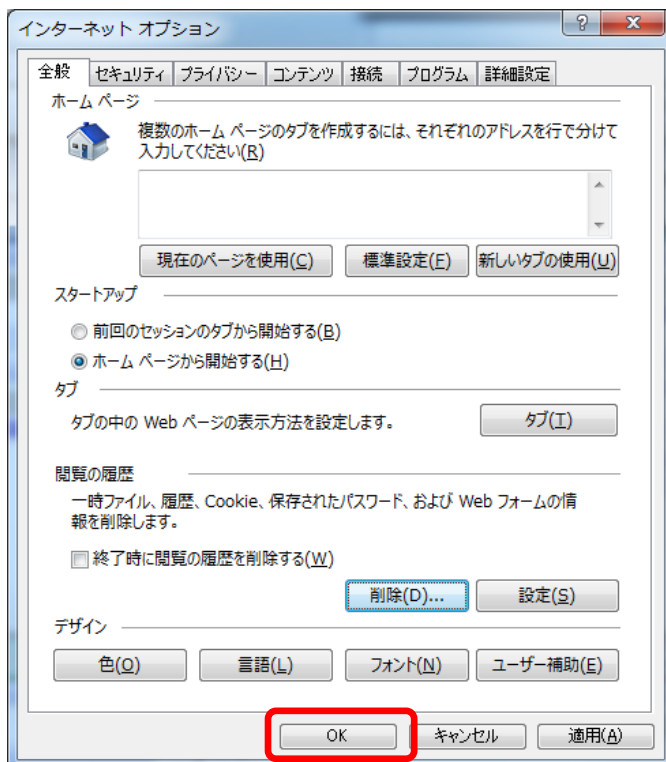 インターネット オプション
全般 セキュリティ プライバシー コンテンツ 接続 プログラム 詳細設定
ホーム ページ
複数のホーム ページのタブを作成するには、それぞれのアドレスを行で分けて
入力してください(R)
現在のページを使用(C) 標準設定(F) 新しいタブの使用(U)
スタートアップ
前回のセッションのタブから開始する(B)
ホーム ページから開始する(H)
タブ
タブの中の Web ページの表示方法を設定します。 タブ(T)
閲覧の履歴
一時ファイル、履歴、Cookie、保存されたパスワード、および Web フォームの情
報を削除します。
終了時に閲覧の履歴を削除する(W)
削除(D)... 設定(S)
デザイン
色(O) 言語(L) フォント(N) ユーザー補助(E)
OK キャンセル 適用(A)